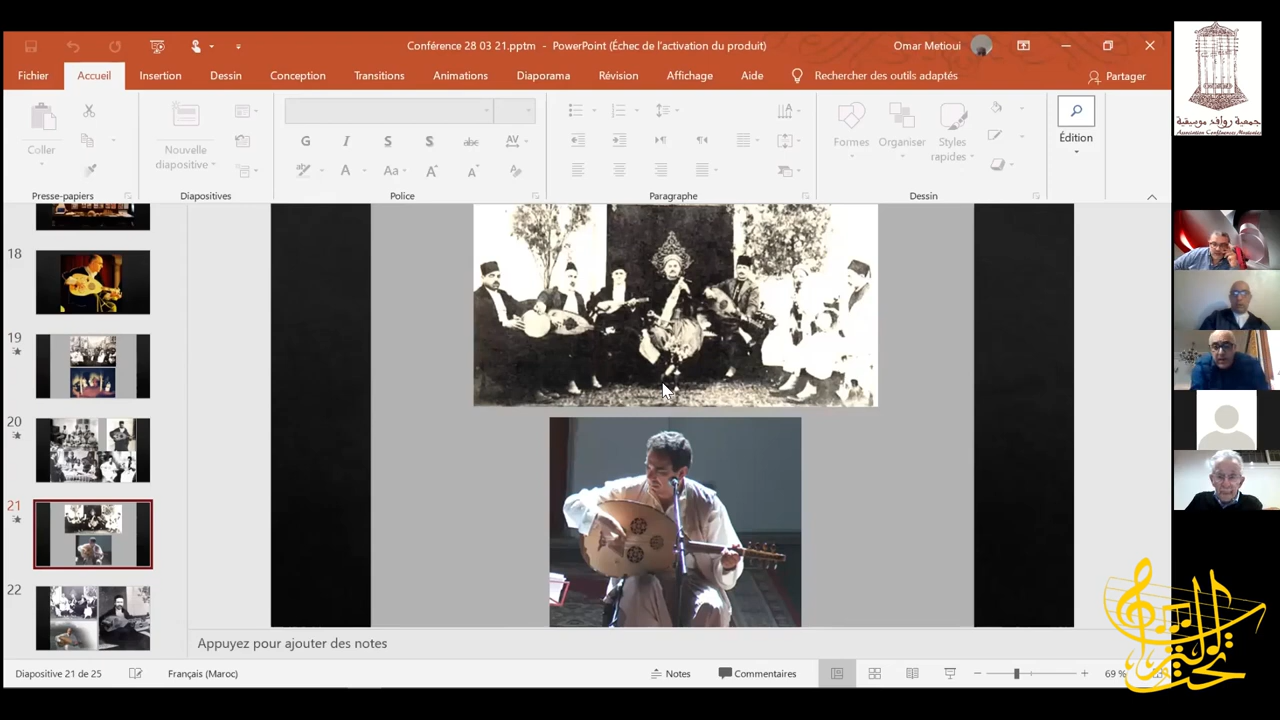 Conférence 28 03 21.pptm - PowerPoint (Échec de l'activation du produit)
Omar Metioui
Fichier
Accueil
Insertion
Dessin
Conception
Transitions
Animations
Diaporama
Révision
Affichage
Aide
Rechercher des outils adaptés
Partager
Coller
Nouvelle
diapositive
G
I
S
S
abc
AV
A
Aa
A
A
Formes
Organiser
Styles
rapides
Édition
Presse-papiers
Diapositives
Police
Paragraphe
Dessin
جمعية روافد موسيقية
Association Confluences Musicales
18
19
20
21
22
Appuyez pour ajouter des notes
Diapositive 21 de 25
Français (Maroc)
Notes
Commentaires
69 %